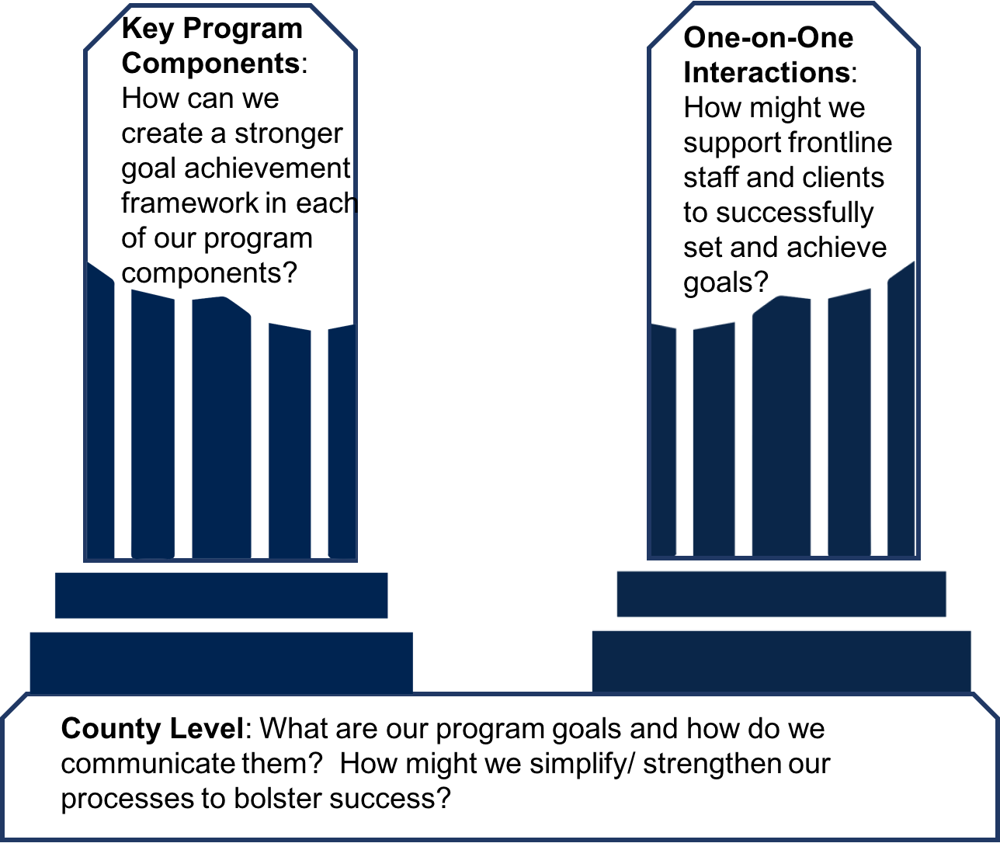 Key Program
Components:
How can we
create a stronger
goal achievement
framework in each
of our program
components?
One-on-One
Interactions:
How might we
support frontline
staff and clients
to successfully
set and achieve
goals?
County Level: What are our program goals and how do we
communicate them?  How might we simplify/ strengthen our
processes to bolster success?